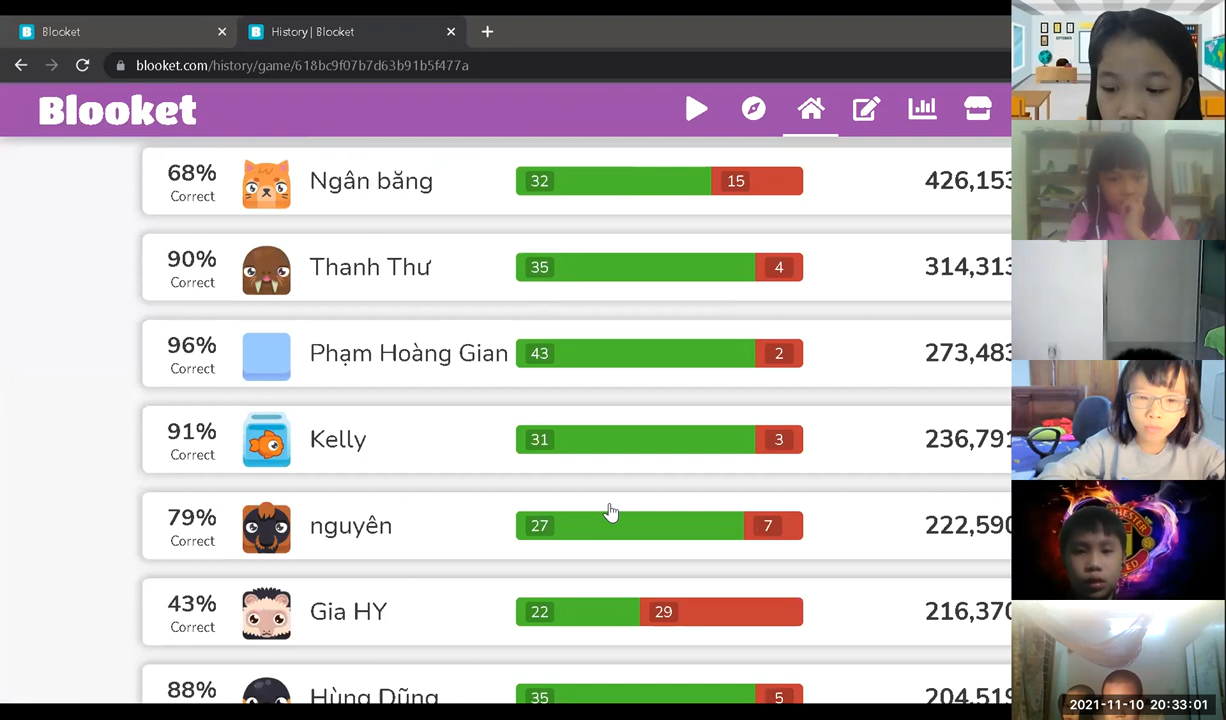 Blooket
History | Blooket
blooket.com/history/game/618bc9f07b7d63b91b5f477a
Blooket
68%
Correct
Ngân băng
32
15
426,153
90%
Correct
Thanh Thư
35
4
314,313
96%
Correct
Phạm Hoàng Gian
43
2
273,483
91%
Correct
Kelly
31
3
236,791
79%
Correct
nguyên
27
7
222,590
43%
Correct
Gia HY
22
29
216,370
88%
Hùng Dũng
35
5
204,519
2021-11-10 20:33:01